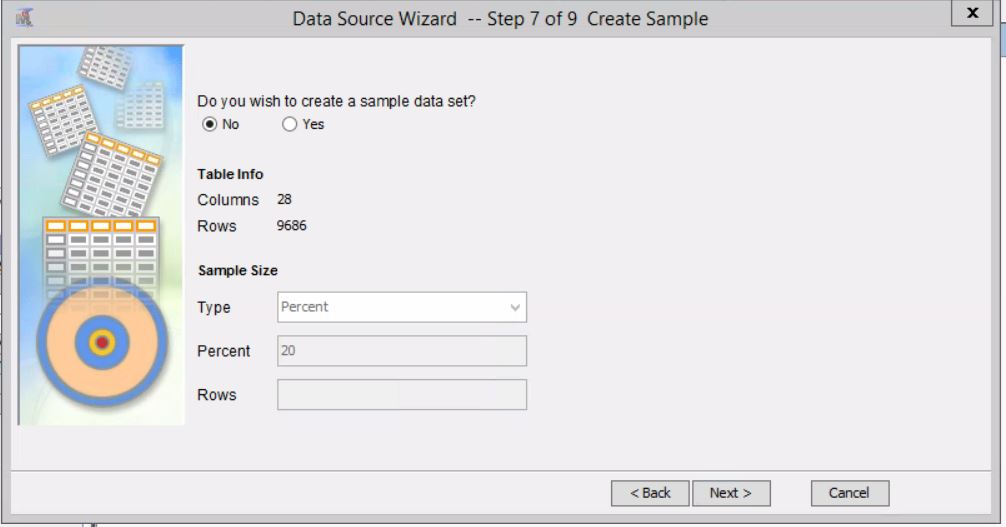 Data Source Wizard -- Step 7 of 9 Create Sample
x
Do you wish to create a sample data set?
No Yes
Table Info
Columns 28
Rows 9686
Sample Size
Type Percent
Percent 20
Rows
< Back Next > Cancel